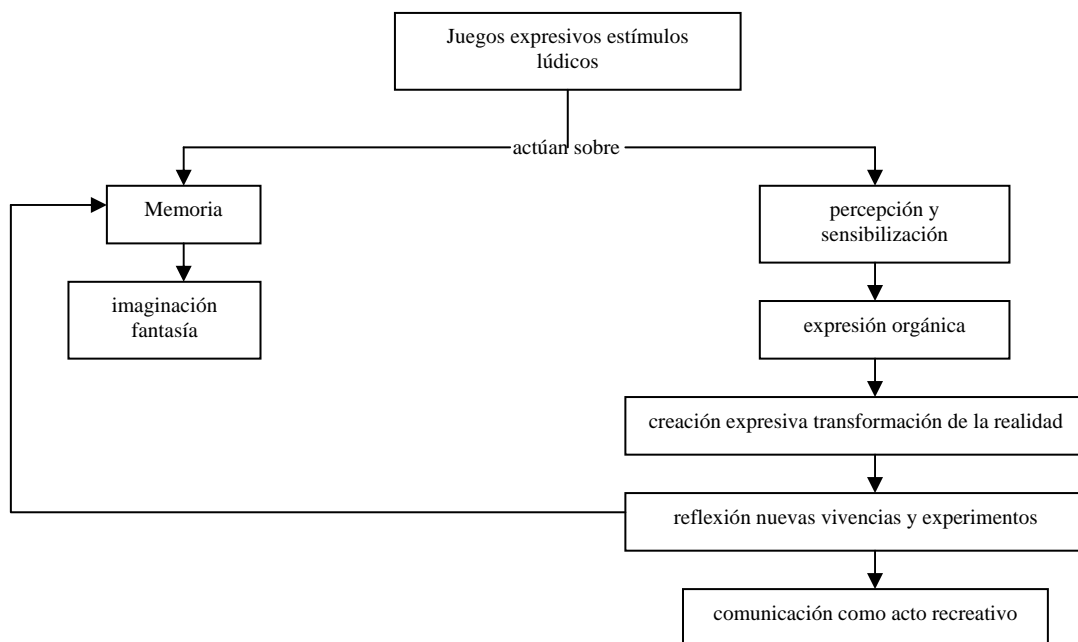 Juegos expresivos estímulos
lúdicos
actúan sobre
Memoria
imaginación
fantasía
percepción y
sensibilización
expresión orgánica
creación expresiva transformación de la realidad
reflexión nuevas vivencias y experimentos
comunicación como acto recreativo